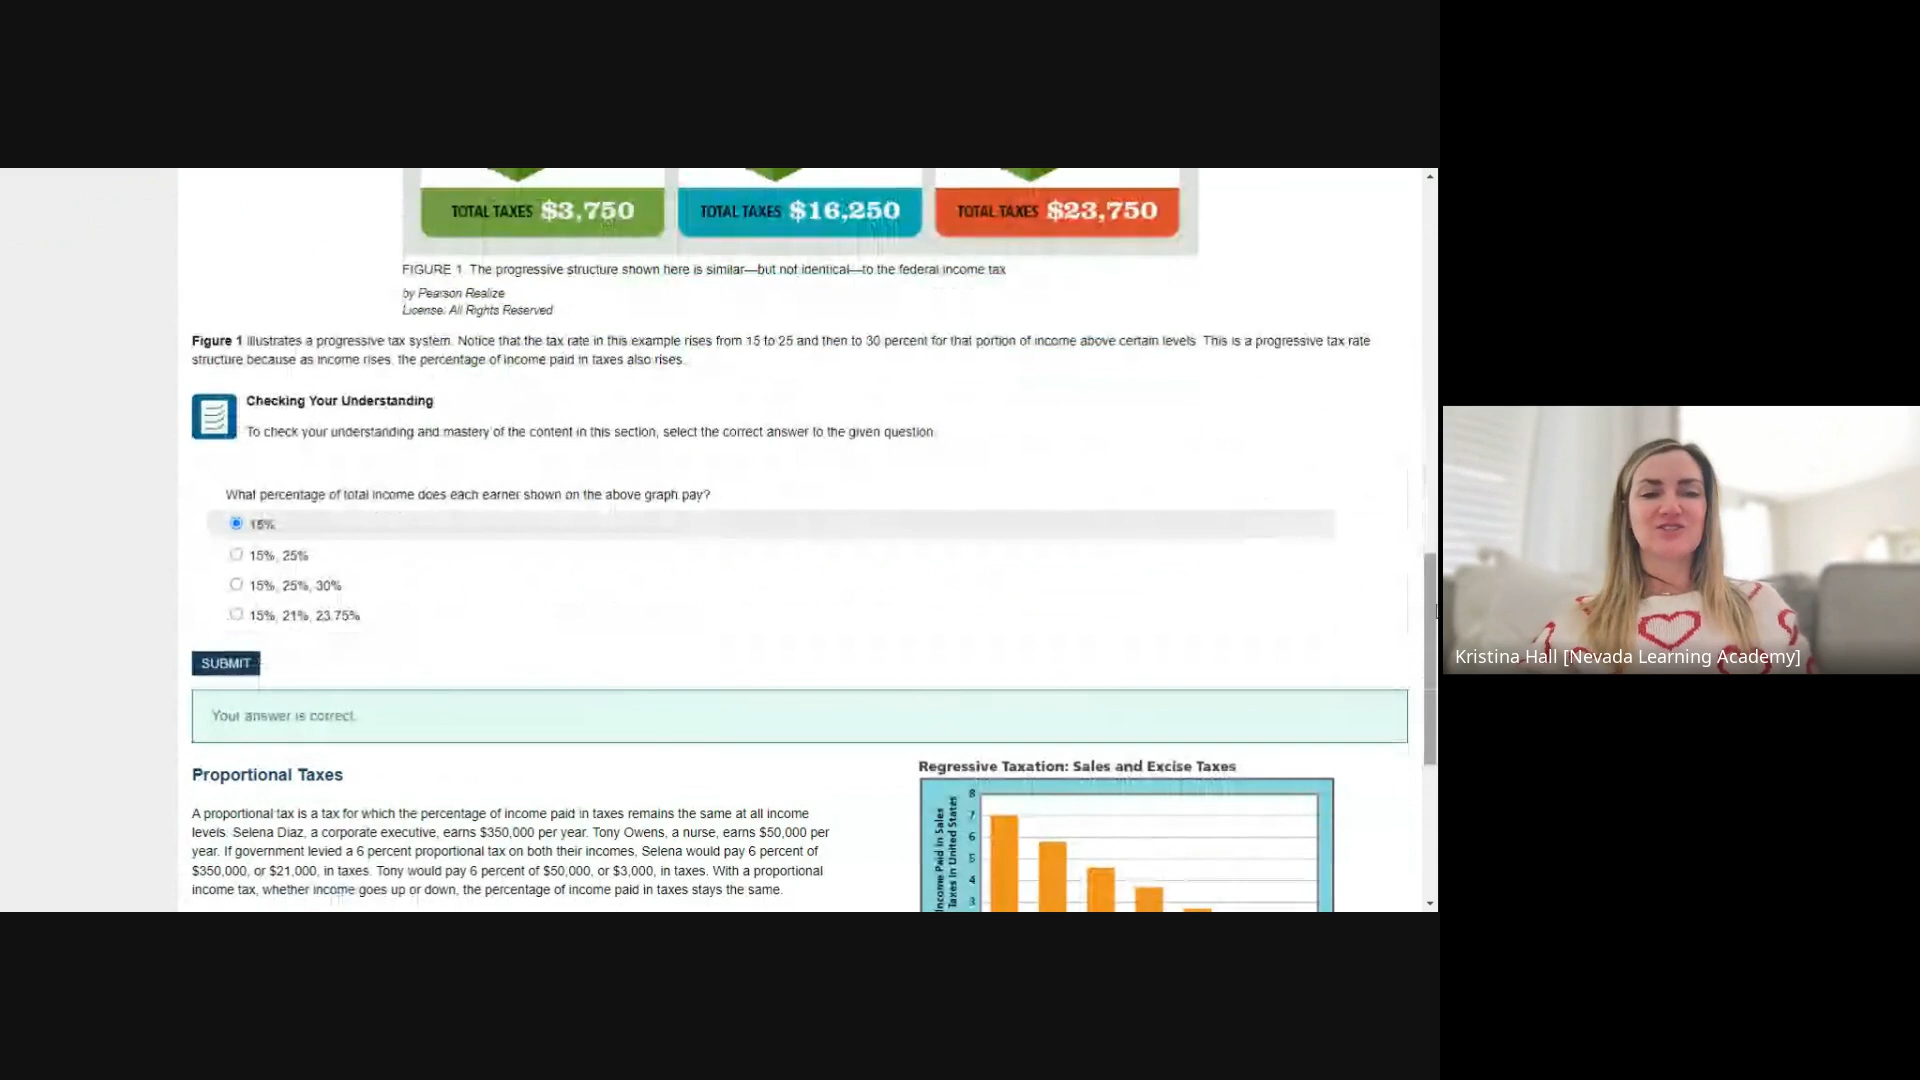 TOTAL TAXES $3,750
TOTAL TAXES $16,250
TOTAL TAXES $23,750
FIGURE 1 The progressive structure shown here is similar—but not identical—to the federal income tax
by Pearson Realize
License: All Rights Reserved
Figure 1 illustrates a progressive tax system. Notice that the tax rate in this example rises from 15 to 25 and then to 30 percent for that portion of income above certain levels. This is a progressive tax rate
structure because as income rises, the percentage of income paid in taxes also rises.
Checking Your Understanding
To check your understanding and mastery of the content in this section, select the correct answer to the given question.
What percentage of total income does each earner shown on the above graph pay?
15%
15%, 25%
15%, 25%, 30%
15%, 21%, 23.75%
SUBMIT
Your answer is correct.
Proportional Taxes
A proportional tax is a tax for which the percentage of income paid in taxes remains the same at all income
levels. Selena Diaz, a corporate executive, earns $350,000 per year. Tony Owens, a nurse, earns $50,000 per
year. If government levied a 6 percent proportional tax on both their incomes, Selena would pay 6 percent of
$350,000, or $21,000, in taxes. Tony would pay 6 percent of $50,000, or $3,000, in taxes. With a proportional
income tax, whether income goes up or down, the percentage of income paid in taxes stays the same.
Regressive Taxation: Sales and Excise Taxes
Income Paid in Sales
Taxes in United States
8
7
6
5
4
3
Kristina Hall [Nevada Learning Academy]